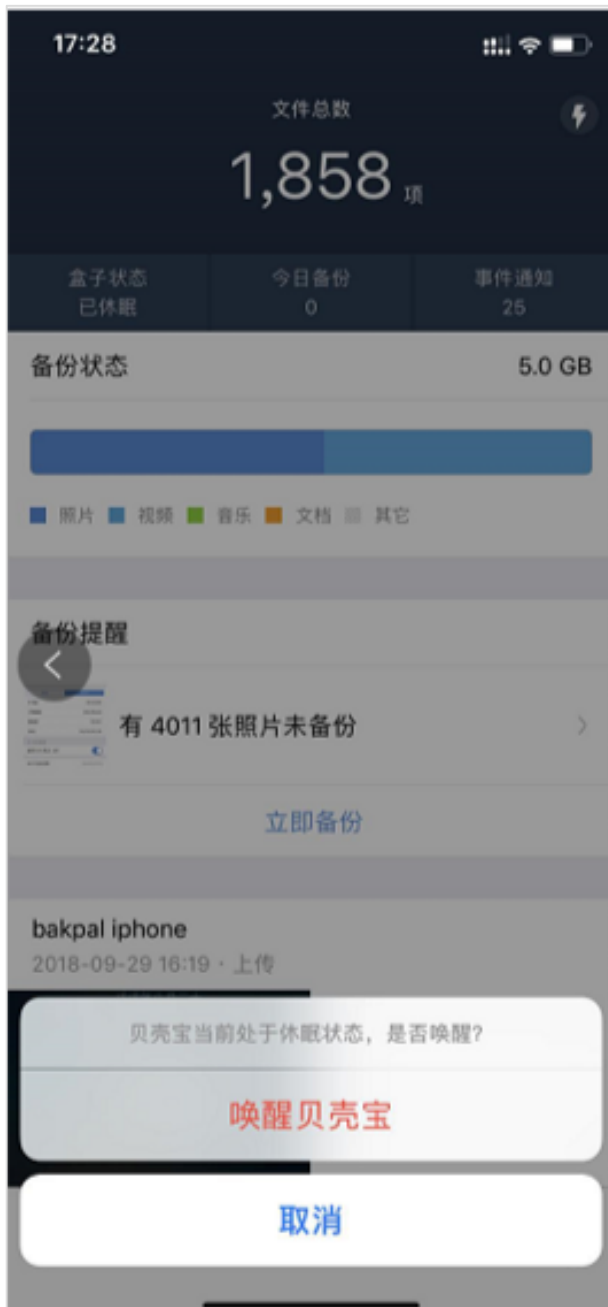 17:28
文件总数
1,858 项
盒子状态 今日备份 事件通知
已休眠 0 25
备份状态 5.0 GB
照片 视频 音乐 文档 其它
备份提醒
有 4011 张照片未备份
立即备份
bakpal iphone
2018-09-29 16:19 · 上传
贝壳宝当前处于休眠状态，是否唤醒？
唤醒贝壳宝
取消